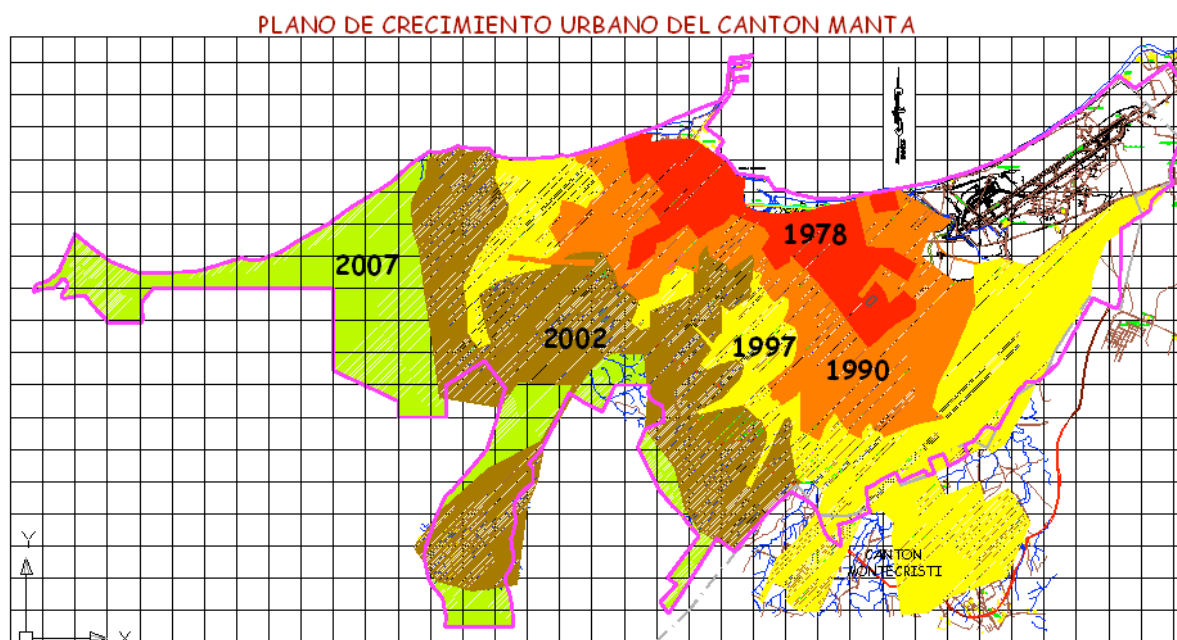 PLANO DE CRECIMIENTO URBANO DEL CANTON MANTA
1978
2007
2002
1997
1990
CANTON
MONTECRISTI
Y
X